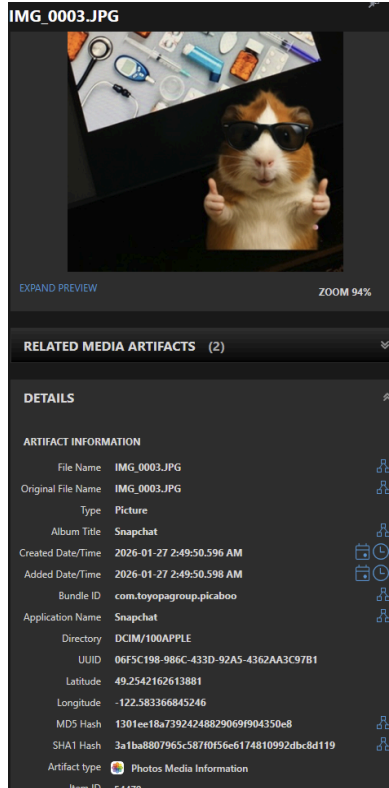 IMG_0003.JPG
EXPAND PREVIEW
ZOOM 94%
RELATED MEDIA ARTIFACTS (2)
DETAILS
ARTIFACT INFORMATION
File Name IMG_0003.JPG
Original File Name IMG_0003.JPG
Type Picture
Album Title Snapchat
Created Date/Time 2026-01-27 2:49:50.596 AM
Added Date/Time 2026-01-27 2:49:50.598 AM
Bundle ID com.toyopagroup.picaboo
Application Name Snapchat
Directory DCIM/100APPLE
UUID 06F5C198-986C-433D-92A5-4362AA3C97B1
Latitude 49.2542162613881
Longitude -122.583366845246
MD5 Hash 1301ee18a73924248829069f904350e8
SHA1 Hash 3a1ba8807965c587f0f56e6174810992dbc8d119
Artifact type Photos Media Information
Item ID 54479